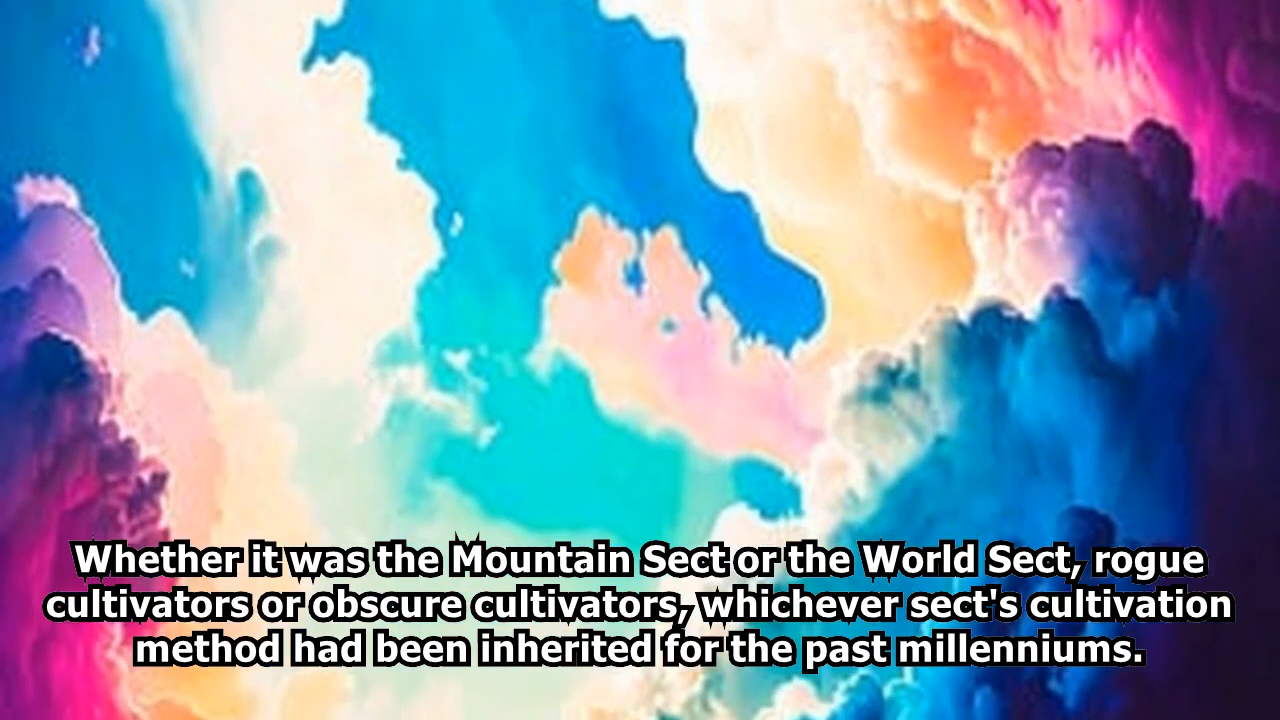 Whether it was the Mountain Sect or the World Sect, rogue
cultivators or obscure cultivators, whichever sect's cultivation
method had been inherited for the past millenniums.